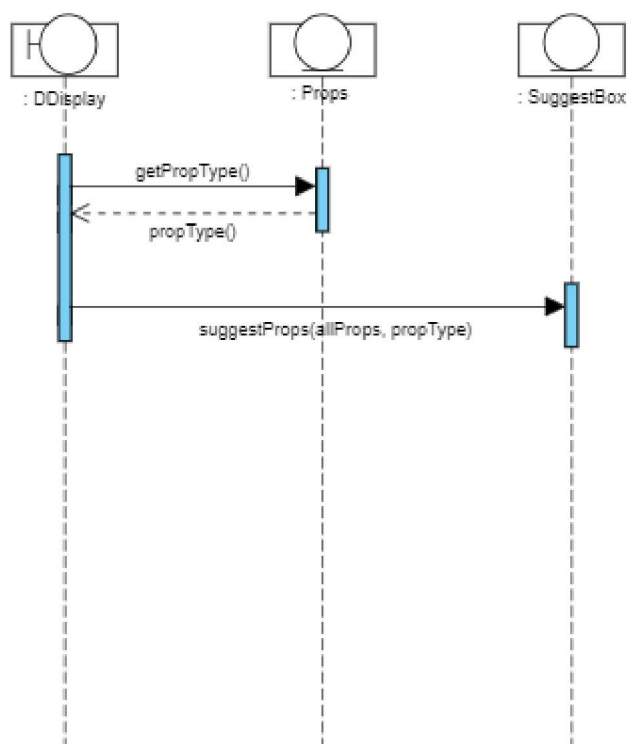 : DDisplay
: Props
: SuggestBox
getPropType()
propType()
suggestProps(allProps, propType)